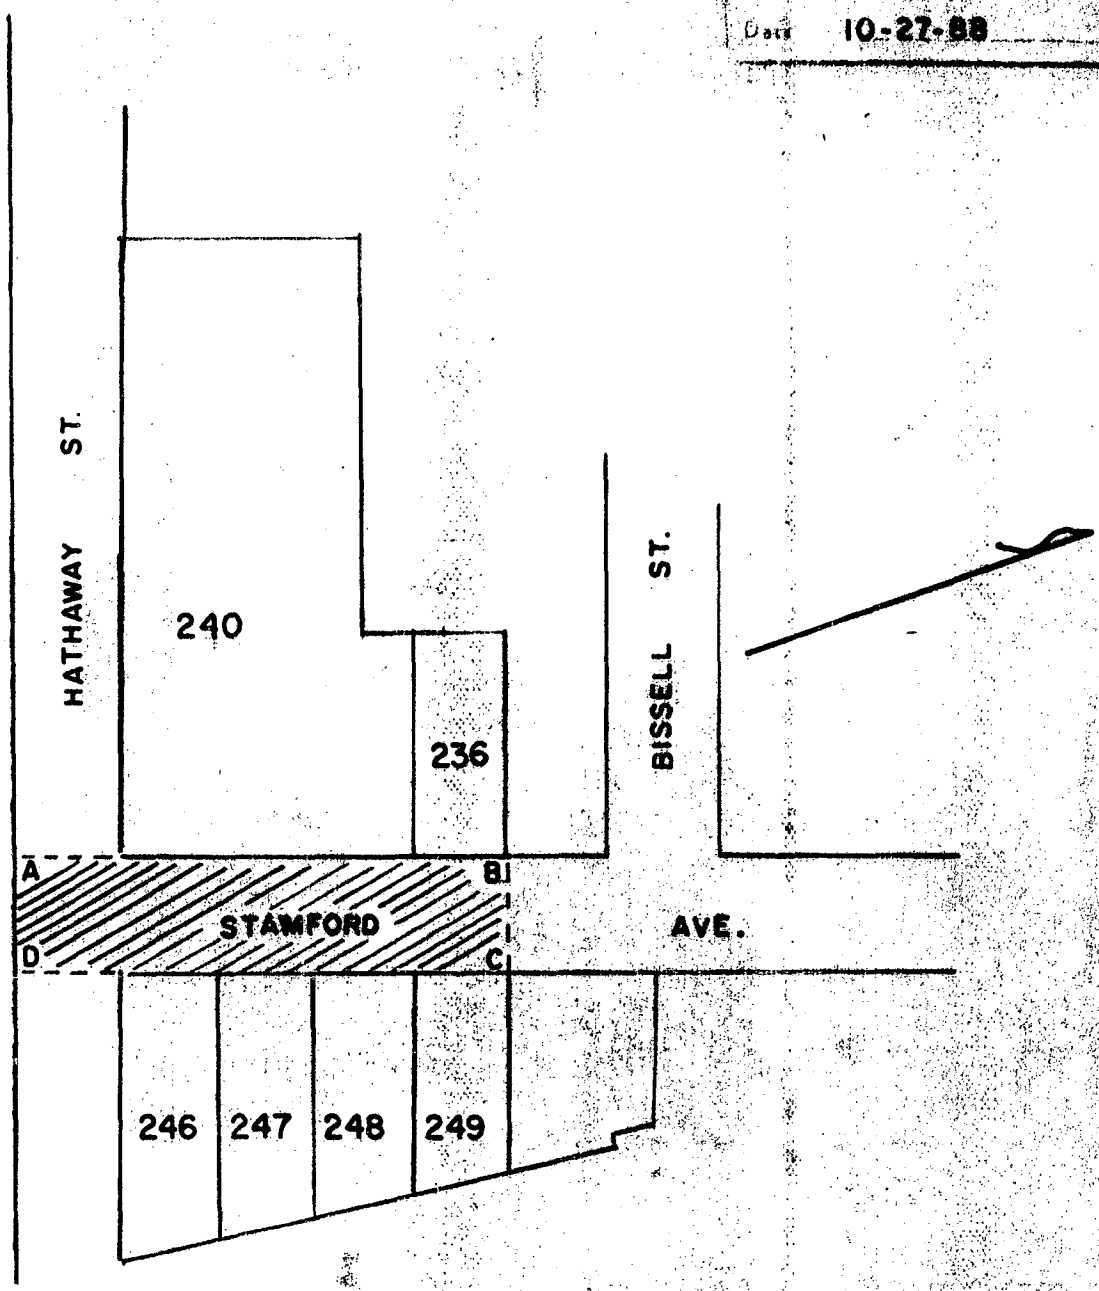 Date 10-27-88
HATHAWAY ST.
240
BISSELL ST.
236
A B
STAMFORD AVE.
D C
246 247 248 249